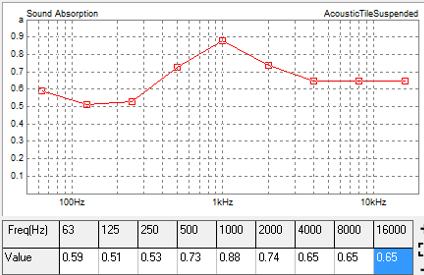 Sound Absorption AcousticTileSuspended
a
0.9
0.8
0.7
0.6
0.5
0.4
0.3
0.2
0.1
100Hz 1kHz 10kHz
Freq(Hz) 63 125 250 500 1000 2000 4000 8000 16000
Value 0.59 0.51 0.53 0.73 0.88 0.74 0.65 0.65 0.65